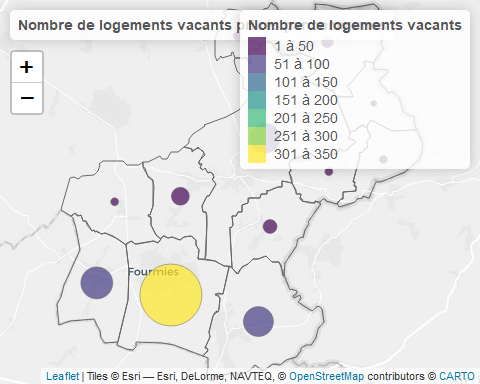 Nombre de logements vacants
Nombre de logements vacants
1 à 50
51 à 100
101 à 150
151 à 200
201 à 250
251 à 300
301 à 350
+
−
Fourmies
Leaflet | Tiles © Esri — Esri, DeLorme, NAVTEQ, © OpenStreetMap contributors © CARTO